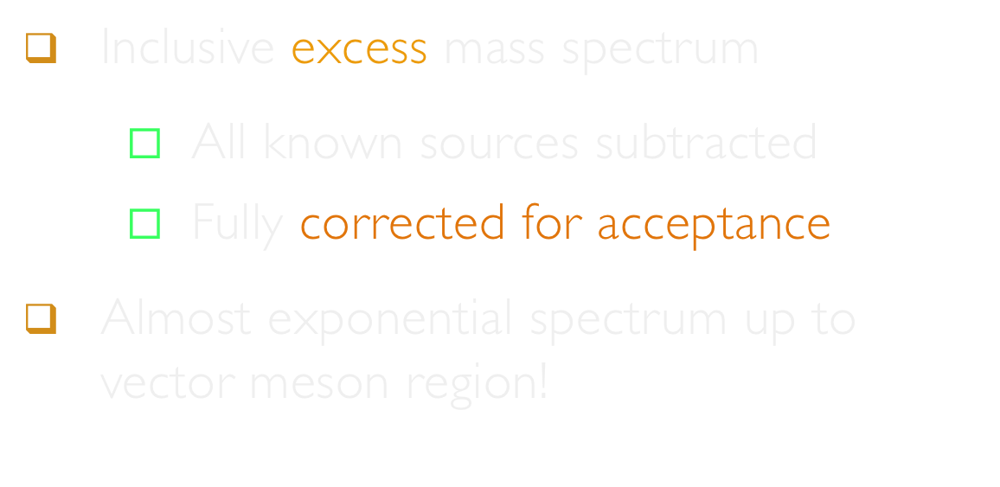 Inclusive excess mass spectrum
All known sources subtracted
Fully corrected for acceptance
Almost exponential spectrum up to
vector meson region!